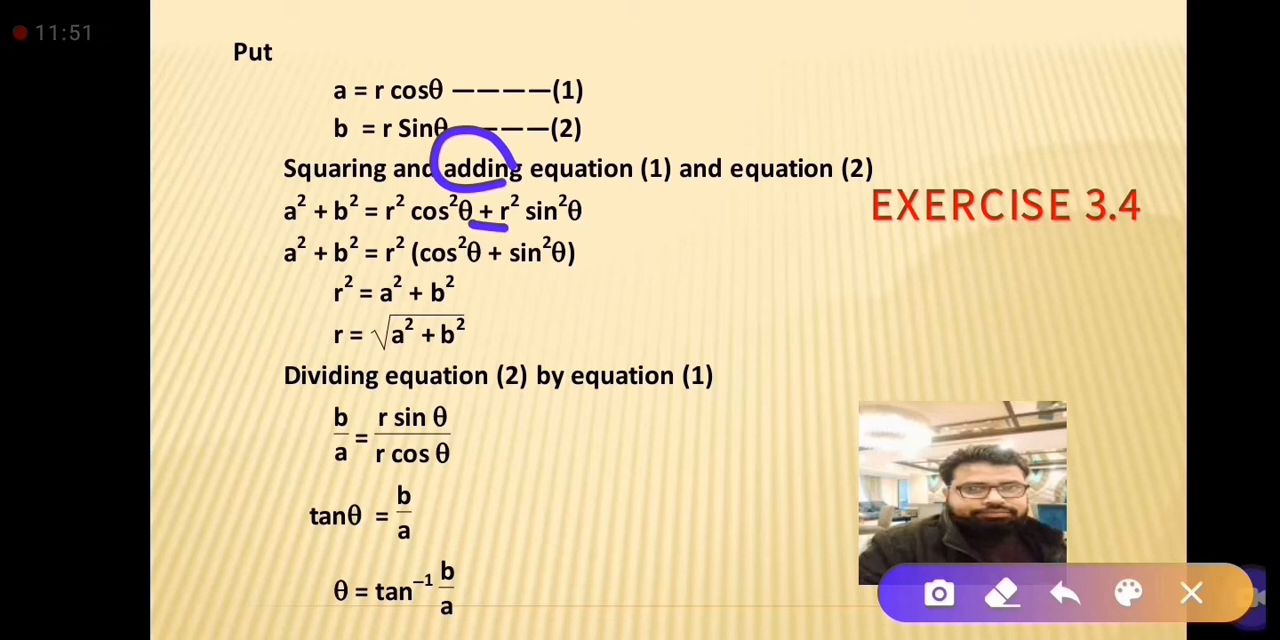 11:51
Put
a = r cosθ ————(1)
b = r Sinθ ———(2)
Squaring and adding equation (1) and equation (2)
a² + b² = r² cos²θ + r² sin²θ
EXERCISE 3.4
a² + b² = r² (cos²θ + sin²θ)
r² = a² + b²
r = √(a² + b²)
Dividing equation (2) by equation (1)
b/a = r sin θ/r cos θ
tanθ = b/a
θ = tan⁻¹ b/a